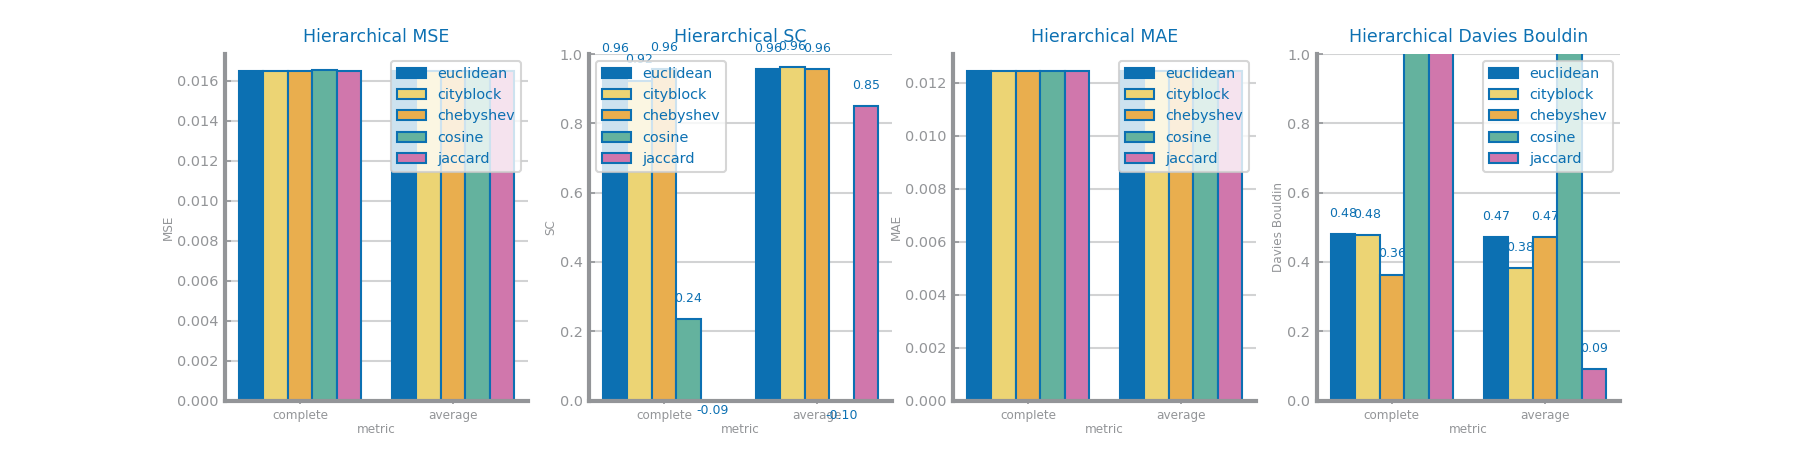 Hierarchical MSE
0.016
0.014
0.012
0.010
0.008
0.006
0.004
0.002
0.000
MSE
euclidean
cityblock
chebyshev
cosine
jaccard
complete
average
metric
Hierarchical SC
1.0
0.8
0.6
0.4
0.2
0.0
SC
0.96
0.92
0.96
0.24
-0.09
0.96
0.96
0.96
-0.10
0.85
euclidean
cityblock
chebyshev
cosine
jaccard
complete
average
metric
Hierarchical MAE
0.012
0.010
0.008
0.006
0.004
0.002
0.000
MAE
euclidean
cityblock
chebyshev
cosine
jaccard
complete
average
metric
Hierarchical Davies Bouldin
1.0
0.8
0.6
0.4
0.2
0.0
Davies Bouldin
0.48
0.48
0.36
0.47
0.38
0.47
0.09
euclidean
cityblock
chebyshev
cosine
jaccard
complete
average
metric